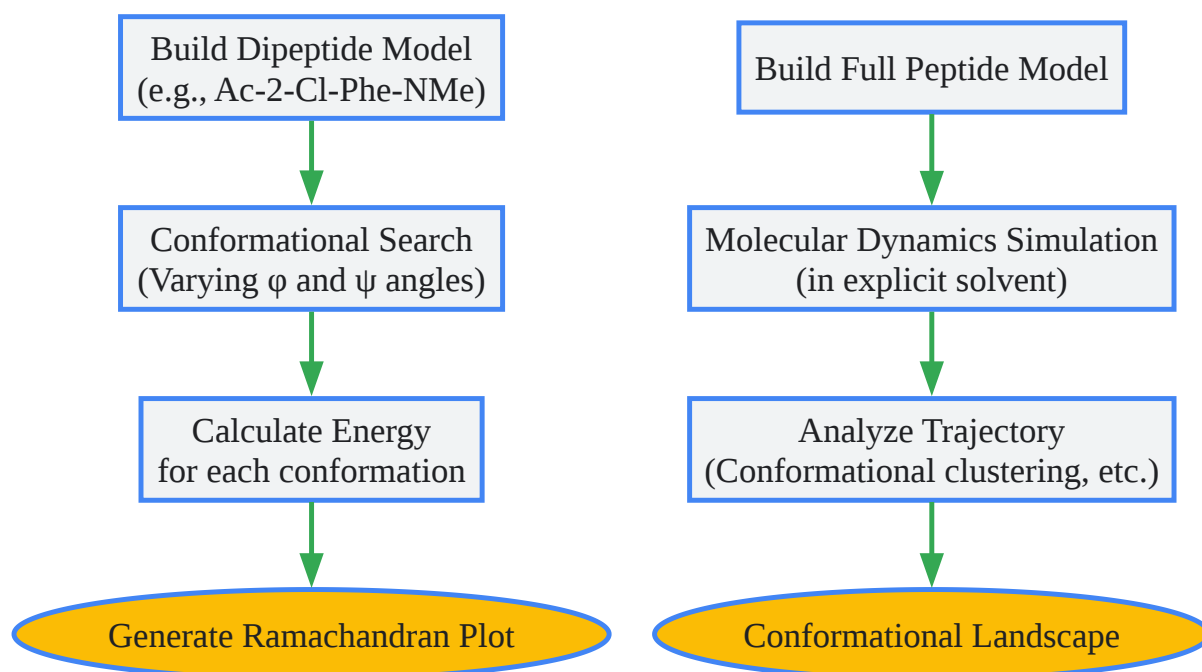 Build Dipeptide Model
(e.g., Ac-2-Cl-Phe-NMe)
Conformational Search
(Varying φ and ψ angles)
Calculate Energy
for each conformation
Generate Ramachandran Plot
Build Full Peptide Model
Molecular Dynamics Simulation
(in explicit solvent)
Analyze Trajectory
(Conformational clustering, etc.)
Conformational Landscape